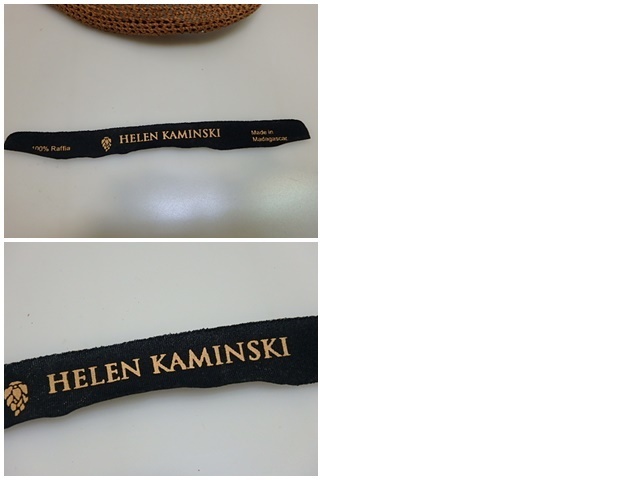 100% Raffia
HELEN KAMINSKI
Made in
Madagascar
HELEN KAMINSKI